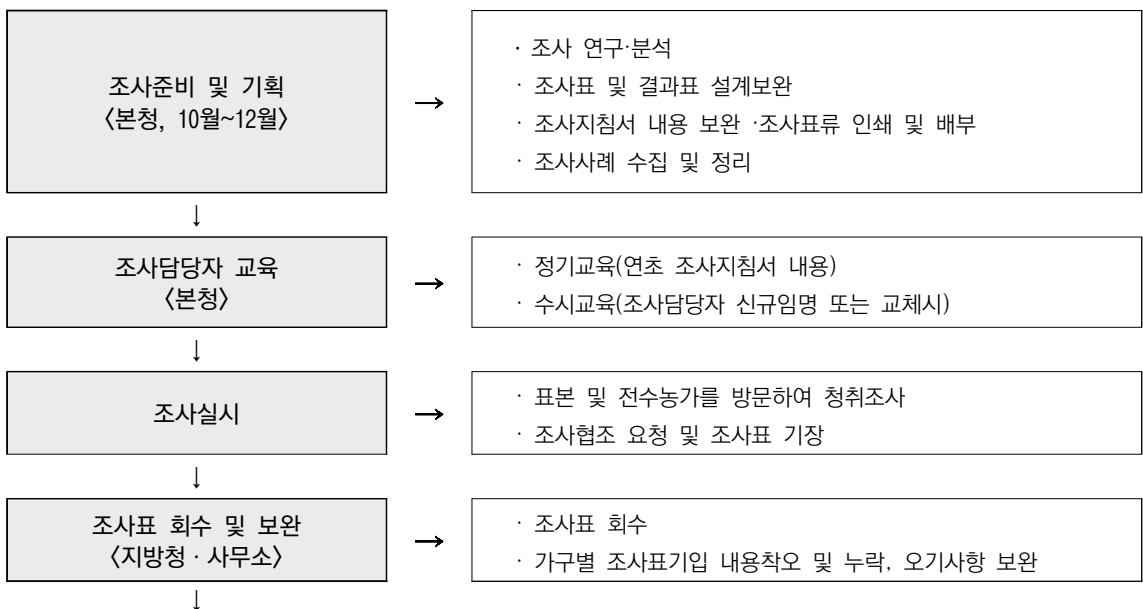 조사준비 및 기획
〈본청, 10월~12월〉
→
· 조사 연구·분석
· 조사표 및 결과표 설계보완
· 조사지침서 내용 보완 ·조사표류 인쇄 및 배부
· 조사사례 수집 및 정리
↓
조사담당자 교육
〈본청〉
→
· 정기교육(연초 조사지침서 내용)
· 수시교육(조사담당자 신규임명 또는 교체시)
↓
조사실시
→
· 표본 및 전수농가를 방문하여 청취조사
· 조사협조 요청 및 조사표 기장
↓
조사표 회수 및 보완
〈지방청 · 사무소〉
→
· 조사표 회수
· 가구별 조사표기입 내용착오 및 누락, 오기사항 보완
↓